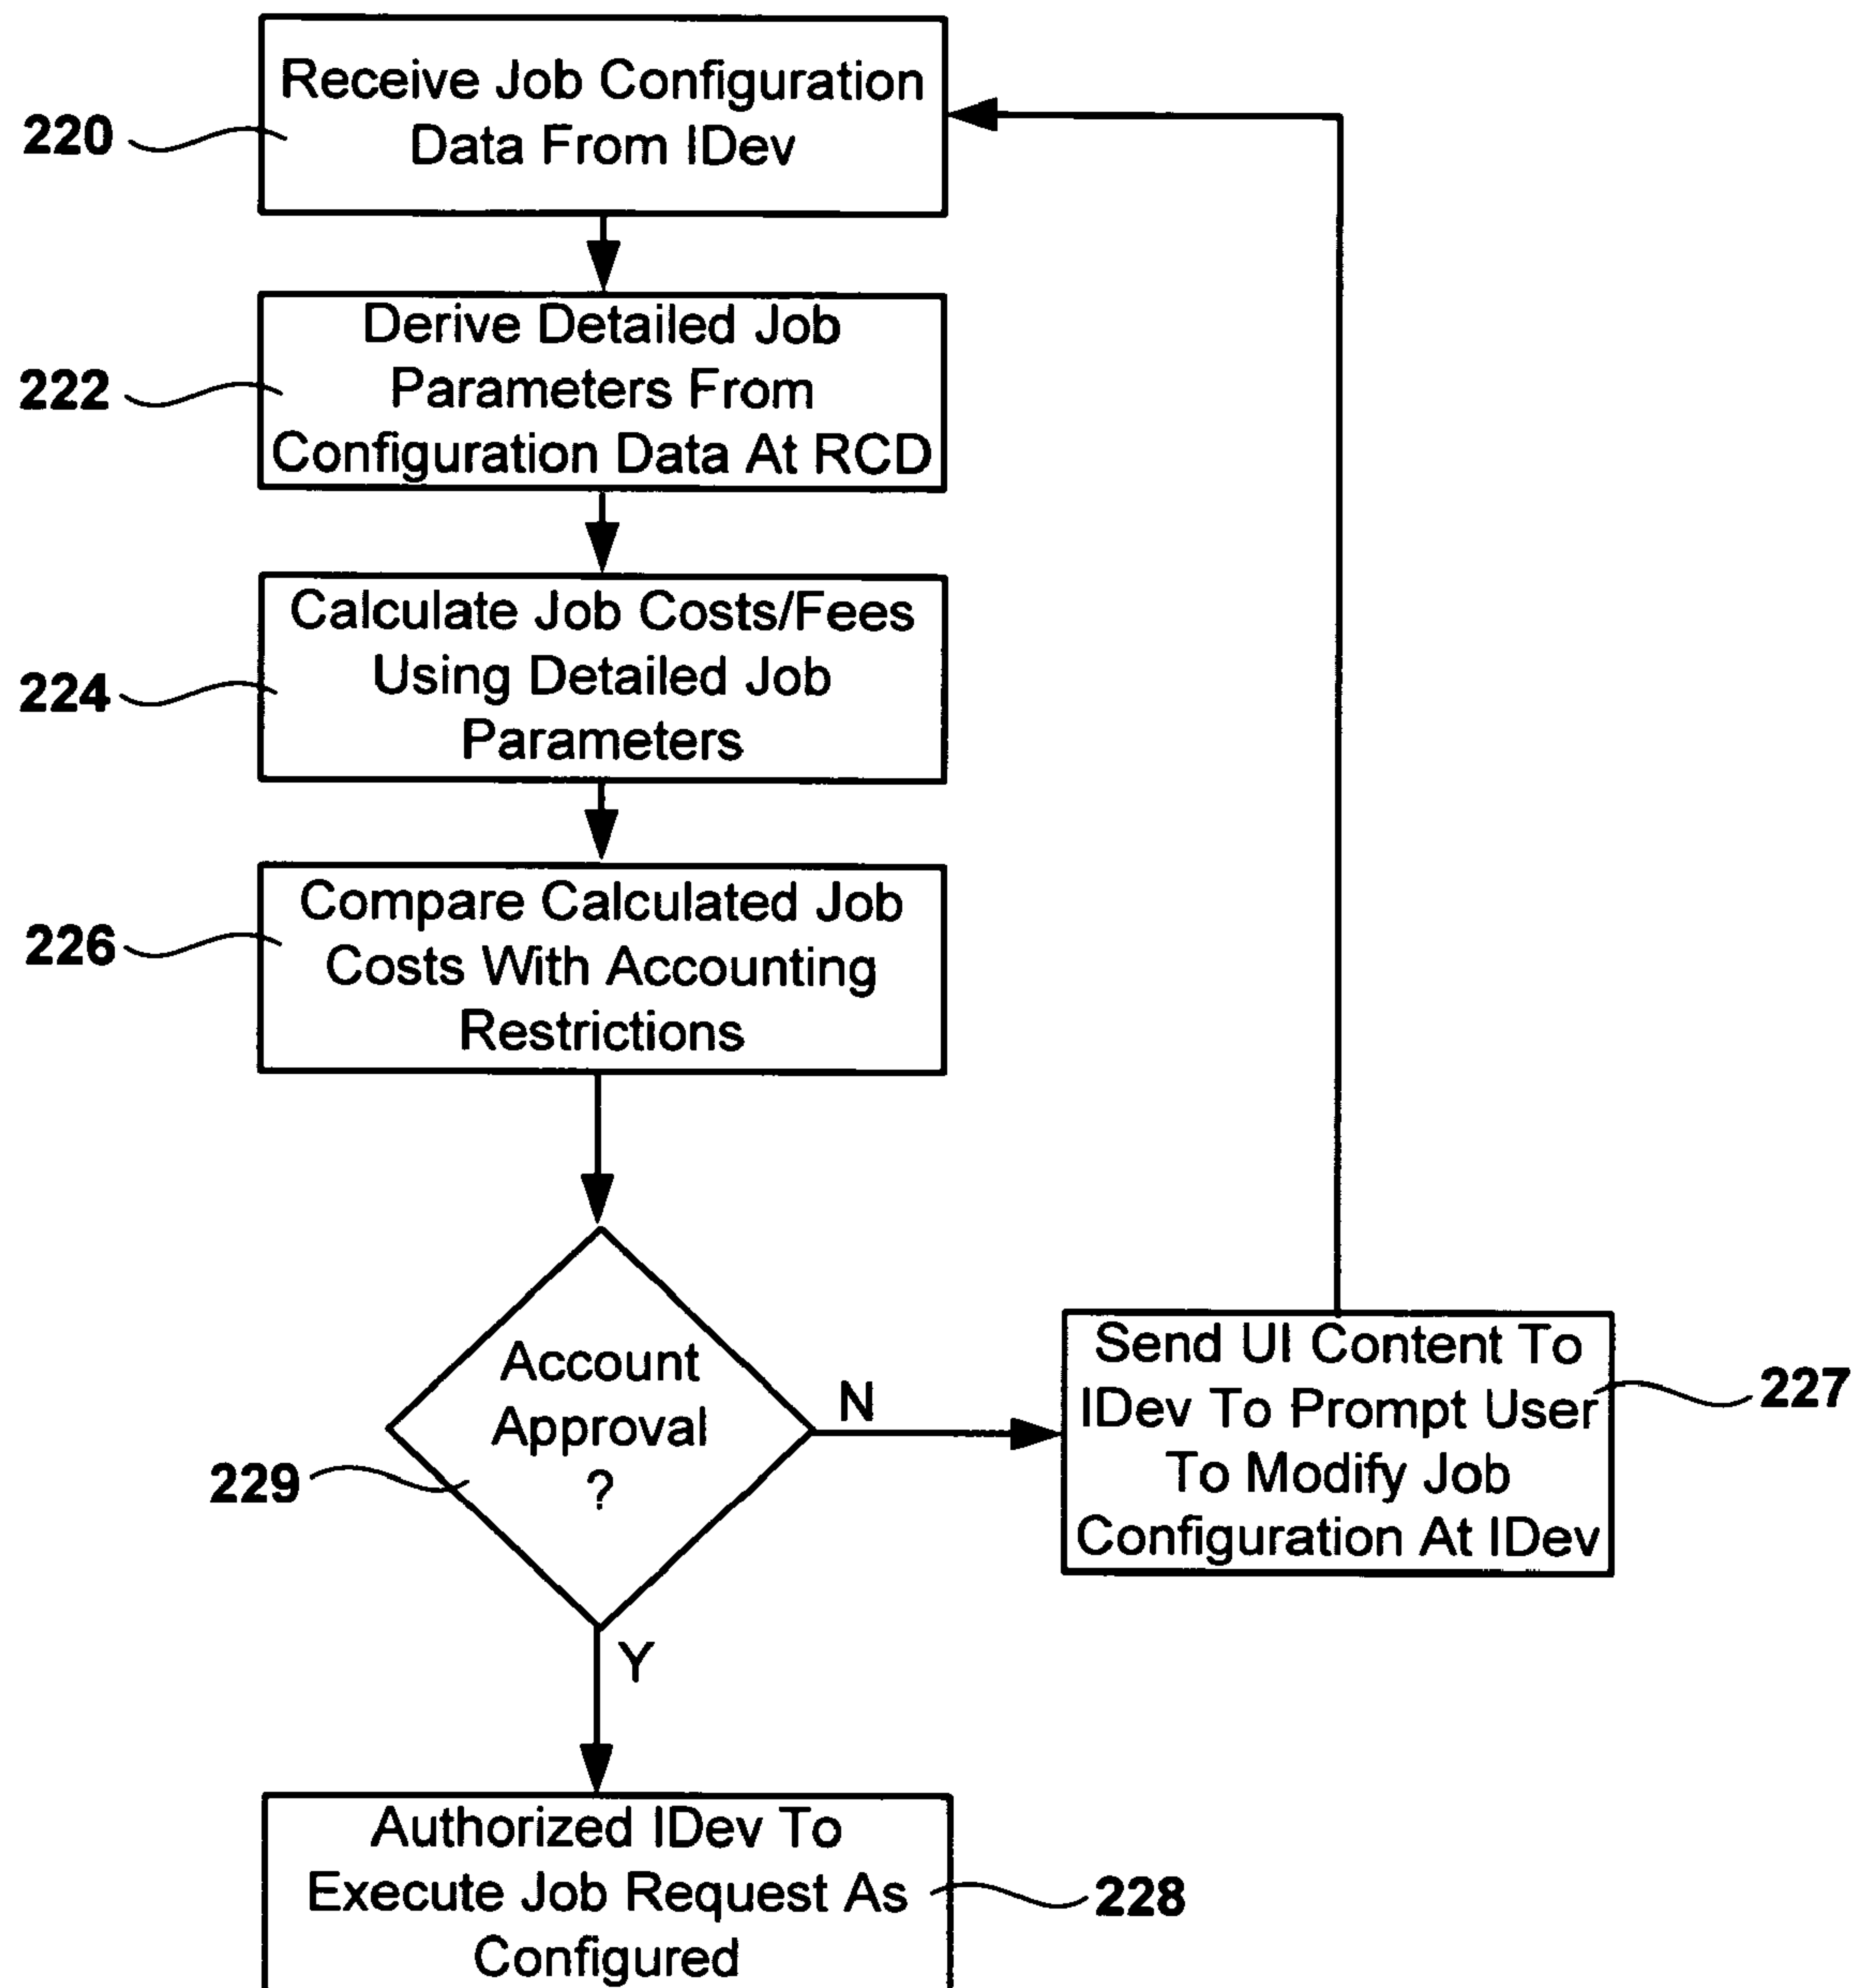 Receive Job Configuration
Data From IDev
220
Derive Detailed Job
Parameters From
Configuration Data At RCD
222
Calculate Job Costs/Fees
Using Detailed Job
Parameters
224
Compare Calculated Job
Costs With Accounting
Restrictions
226
Account
Approval
?
229
N
Send UI Content To
IDev To Prompt User
To Modify Job
Configuration At IDev
227
Y
Authorized IDev To
Execute Job Request As
Configured
228